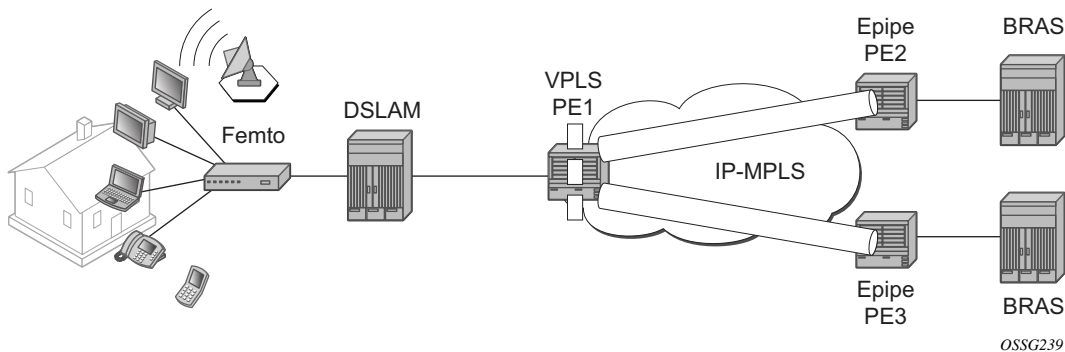 Femto
DSLAM
VPLS
PE1
IP-MPLS
Epipe
PE2
BRAS
Epipe
PE3
BRAS
OSSG239